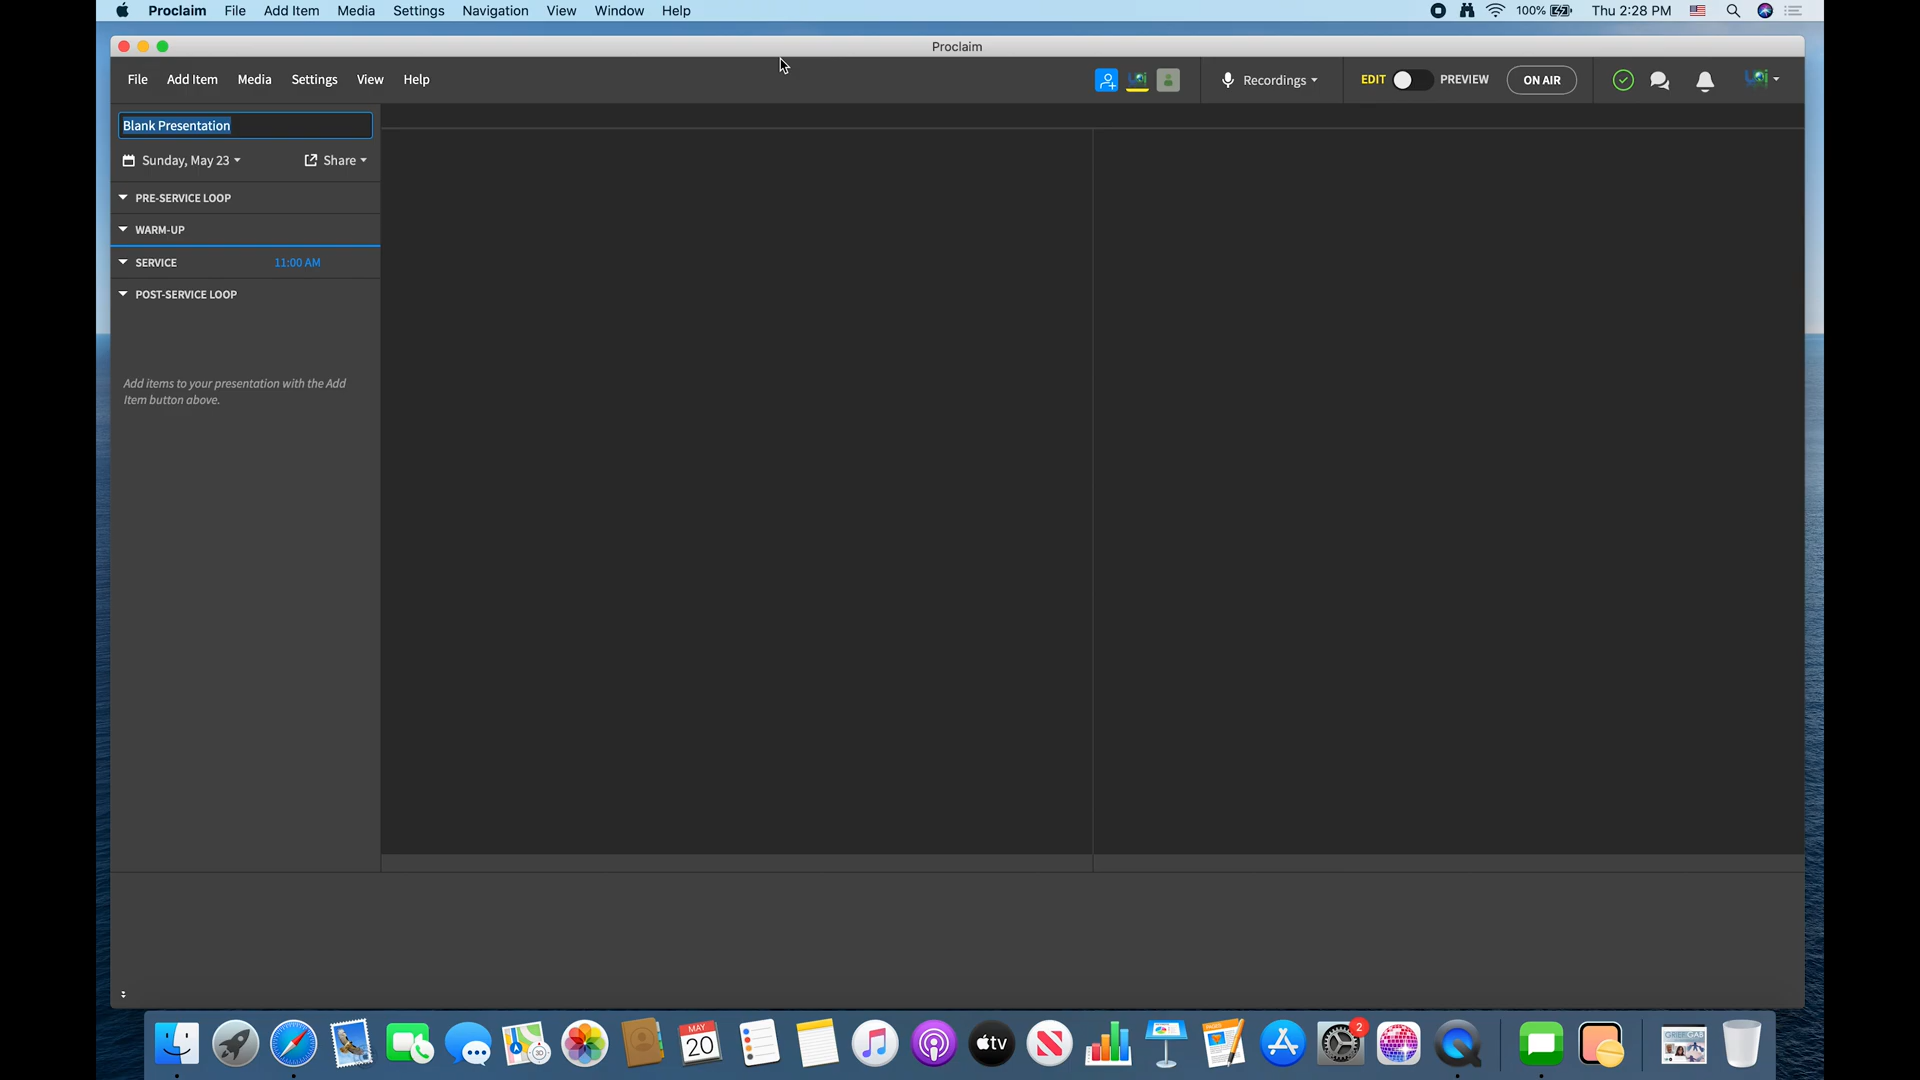 Proclaim File Add Item Media Settings Navigation View Window Help 100% Thu 2:28 PM
Proclaim
File Add Item Media Settings View Help Recordings EDIT PREVIEW ON AIR
Blank Presentation
Sunday, May 23 Share
PRE-SERVICE LOOP
WARM-UP
SERVICE 11:00 AM
POST-SERVICE LOOP
Add items to your presentation with the Add
Item button above.
MAY
20
3D
tv
PAGES
2